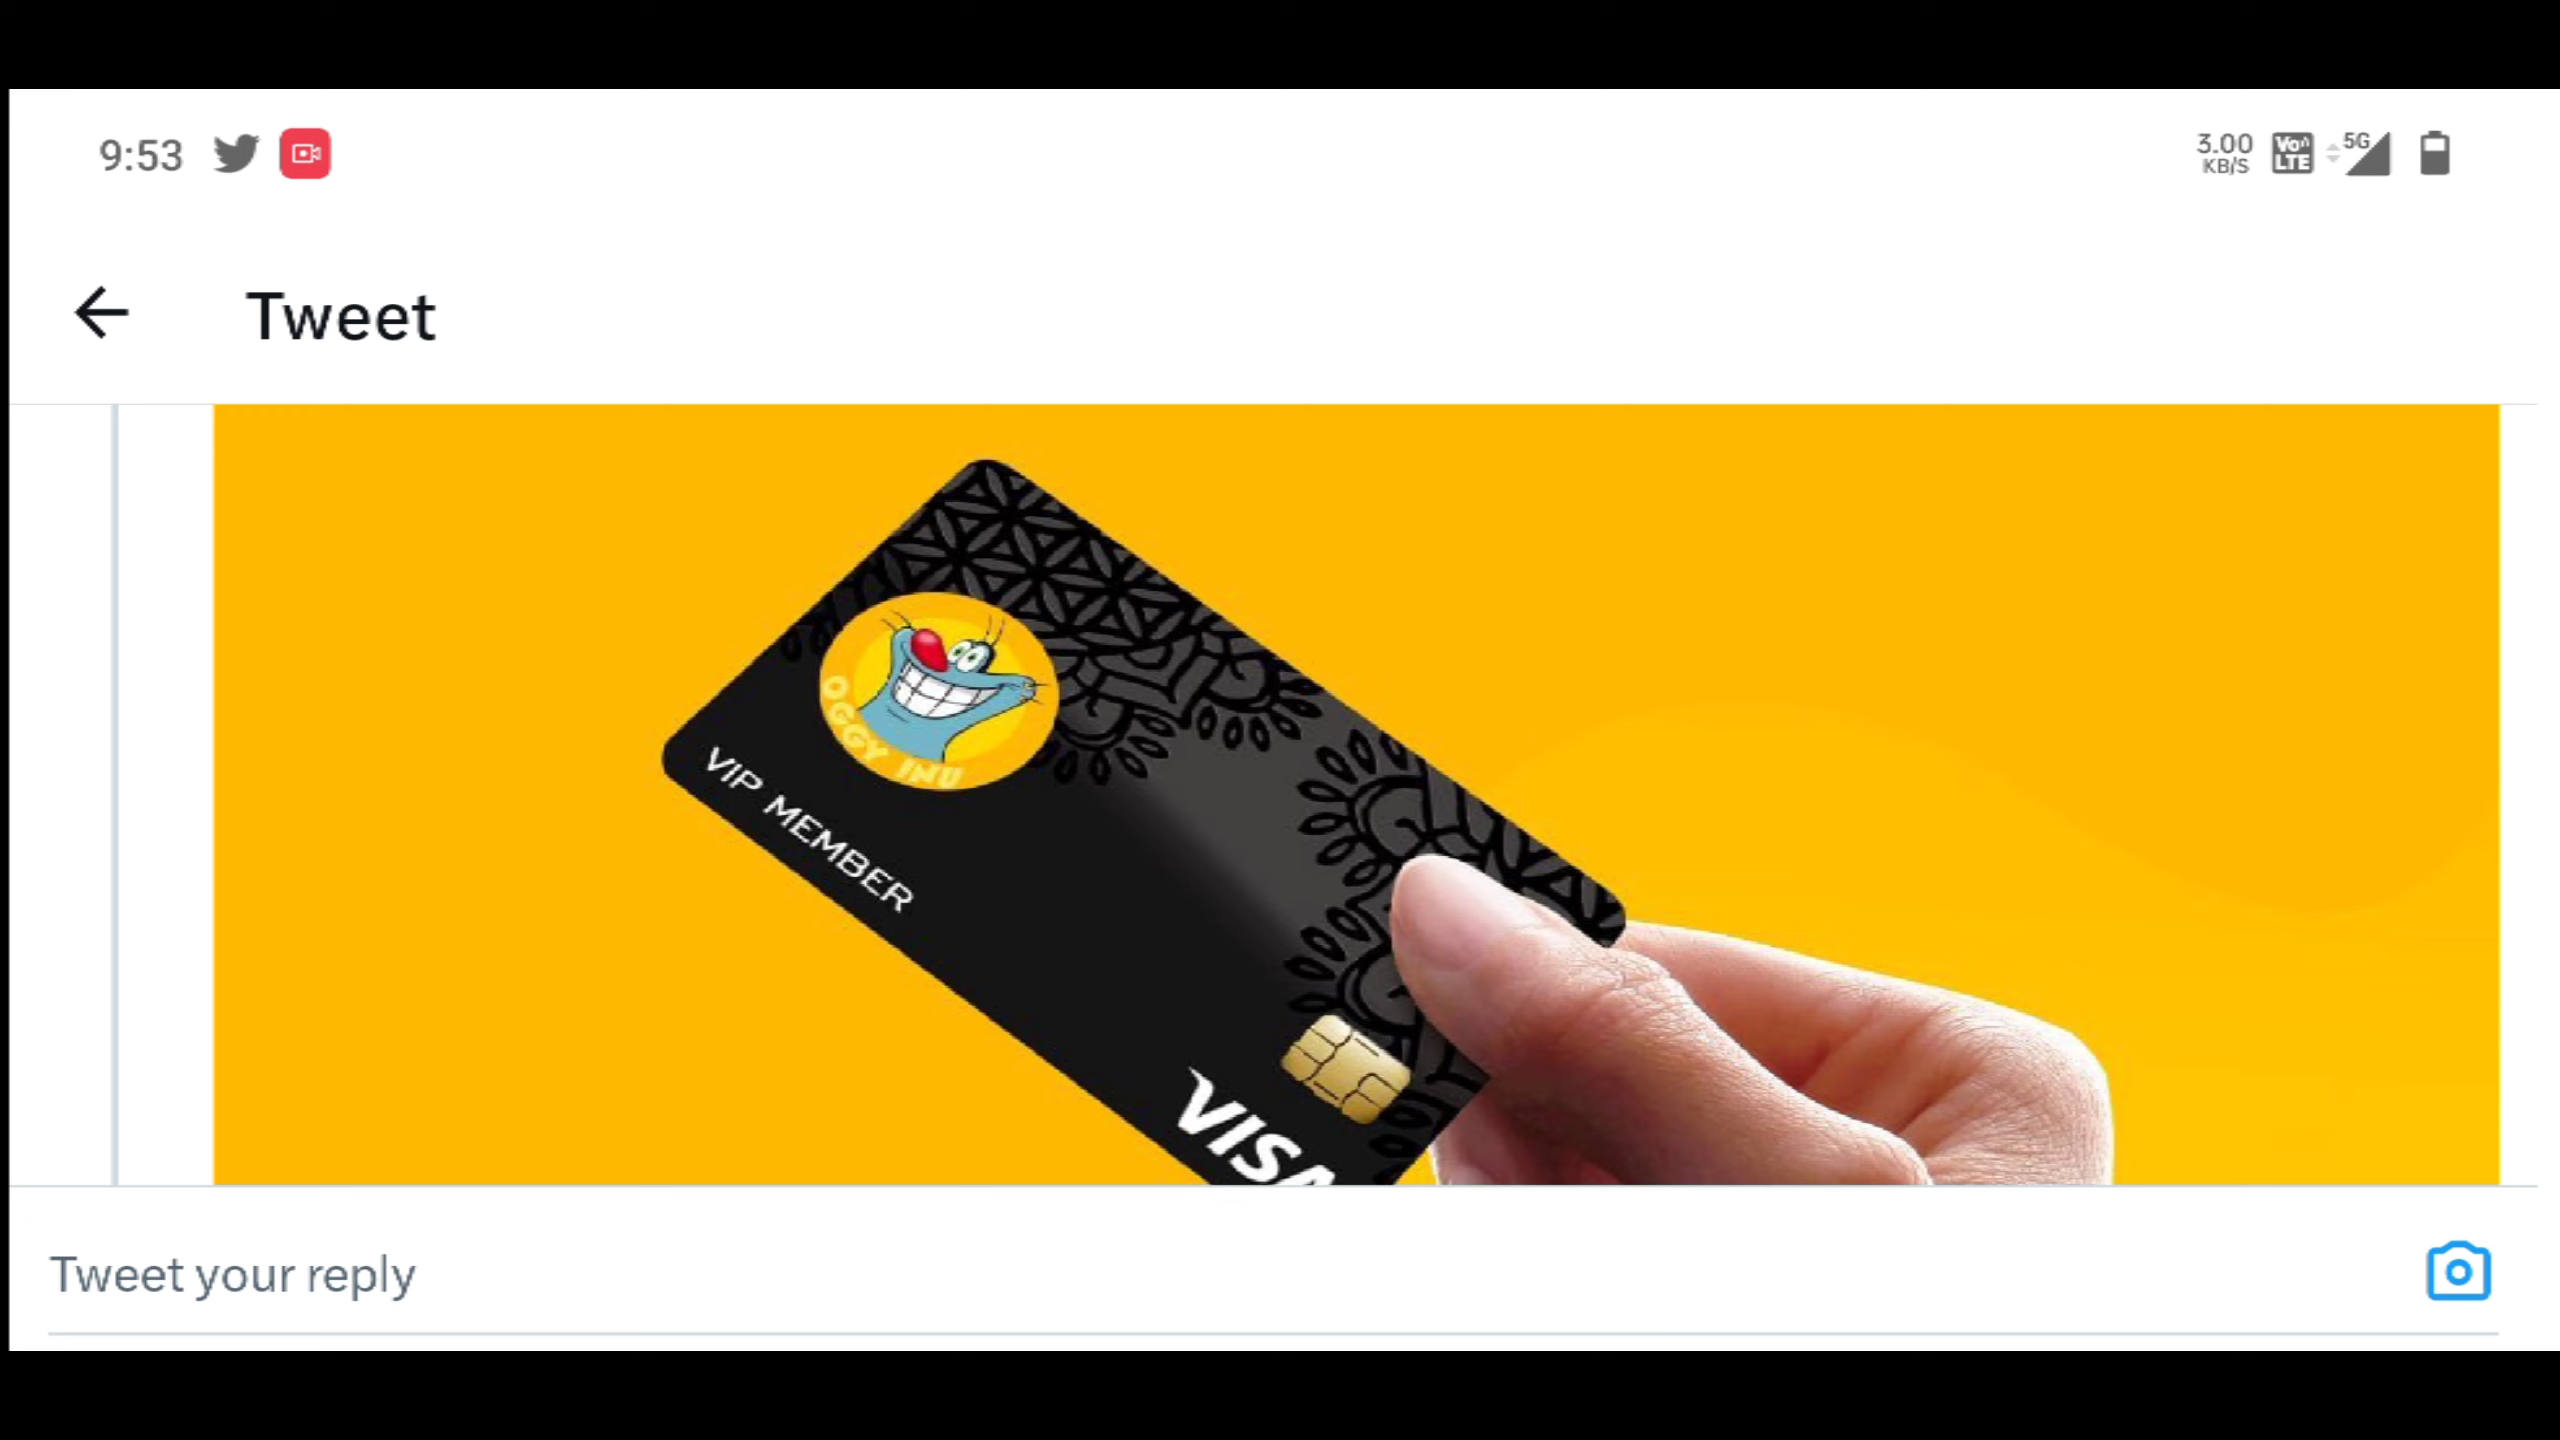 9:53
3.00
KB/S
Vo))
LTE
5G
Tweet
OGGY INU
VIP MEMBER
VISA
Tweet your reply